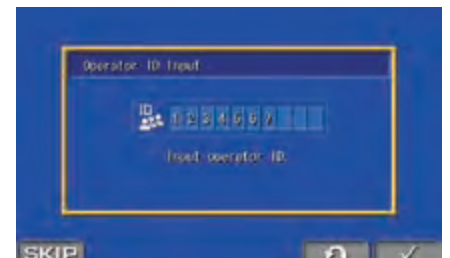 Operator ID Input
ID 1 2 3 4 5 6 7
Input operator ID.
SKIP